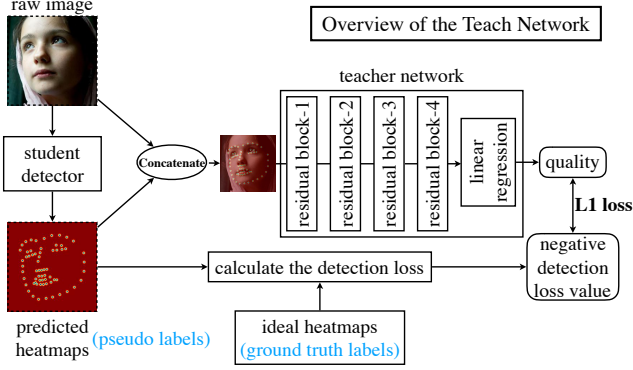 raw image
Overview of the Teach Network
teacher network
student
detector
Concatenate
residual block-1
residual block-2
residual block-3
residual block-4
linear
regression
quality
L1 loss
negative
detection
loss value
calculate the detection loss
predicted
heatmaps
(pseudo labels)
ideal heatmaps
(ground truth labels)